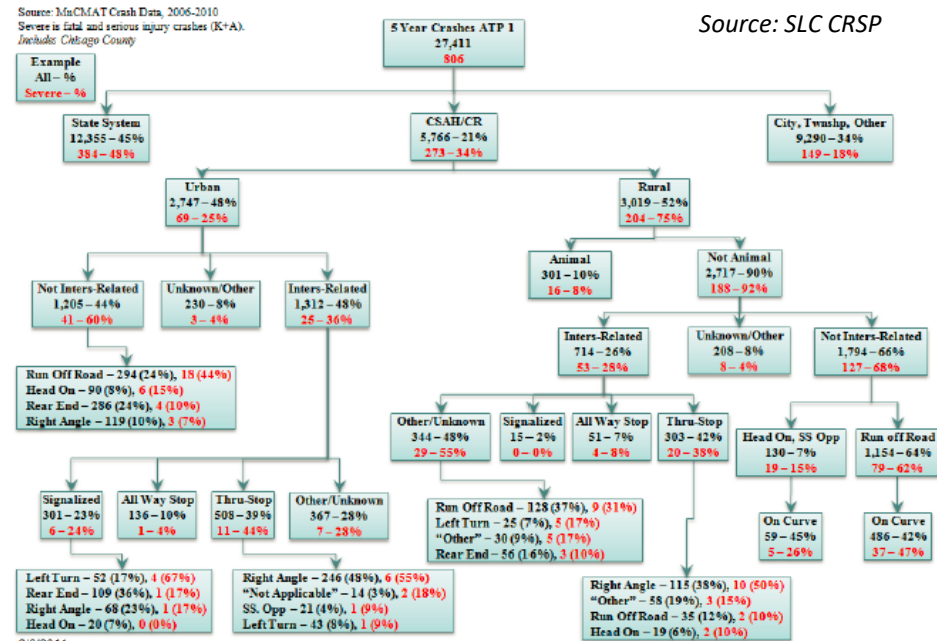 Source: MnCMAT Crash Data, 2006-2010
Severe is fatal and serious injury crashes (K+A).
Includes Chisago County
Source: SLC CRSP
5 Year Crashes ATP 1
27,411
806
Example
All – %
Severe – %
State System
12,355 – 45%
384 – 48%
CSAH/CR
5,766 – 21%
273 – 34%
City, Twnshp, Other
9,290 – 34%
149 – 18%
Urban
2,747 – 48%
69 – 25%
Rural
3,019 – 52%
204 – 75%
Animal
301 – 10%
16 – 8%
Not Animal
2,717 – 90%
188 – 92%
Not Inters-Related
1,205 – 44%
41 – 60%
Unknown/Other
230 – 8%
3 – 4%
Inters-Related
1,312 – 48%
25 – 36%
Inters-Related
714 – 26%
53 – 28%
Unknown/Other
208 – 8%
8 – 4%
Not Inters-Related
1,794 – 66%
127 – 68%
Run Off Road – 294 (24%), 18 (44%)
Head On – 90 (8%), 6 (15%)
Rear End – 286 (24%), 4 (10%)
Right Angle – 119 (10%), 3 (7%)
Other/Unknown
344 – 48%
29 – 55%
Signalized
15 – 2%
0 – 0%
All Way Stop
51 – 7%
4 – 8%
Thru-Stop
303 – 42%
20 – 38%
Head On, SS Opp
130 – 7%
19 – 15%
Run off Road
1,154 – 64%
79 – 62%
Signalized
301 – 23%
6 – 24%
All Way Stop
136 – 10%
1 – 4%
Thru-Stop
508 – 39%
11 – 44%
Other/Unknown
367 – 28%
7 – 28%
Run Off Road – 128 (37%), 9 (31%)
Left Turn – 25 (7%), 5 (17%)
"Other" – 30 (9%), 5 (17%)
Rear End – 56 (16%), 3 (10%)
On Curve
59 – 45%
5 – 26%
On Curve
486 – 42%
37 – 47%
Left Turn – 52 (17%), 4 (67%)
Rear End – 109 (36%), 1 (17%)
Right Angle – 68 (23%), 1 (17%)
Head On – 20 (7%), 0 (0%)
Right Angle – 246 (48%), 6 (55%)
"Not Applicable" – 14 (3%), 2 (18%)
SS. Opp – 21 (4%), 1 (9%)
Left Turn – 43 (8%), 1 (9%)
Right Angle – 115 (38%), 10 (50%)
"Other" – 58 (19%), 3 (15%)
Run Off Road – 35 (12%), 2 (10%)
Head On – 19 (6%), 2 (10%)